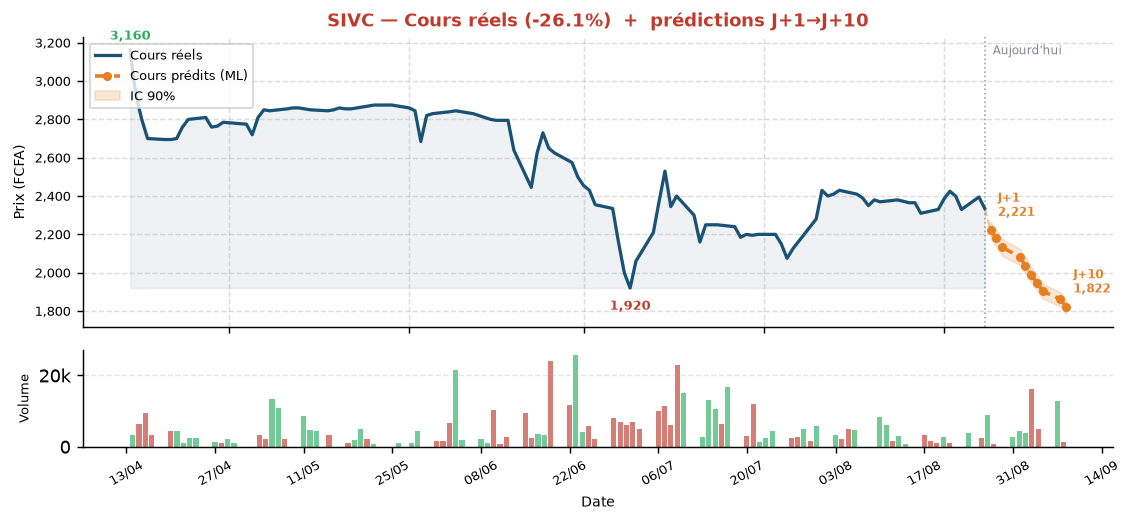 SIVC — Cours réels (-26.1%)  +  prédictions J+1→J+10
3,160
Cours réels
Cours prédits (ML)
IC 90%
Aujourd'hui
3,200
3,000
2,800
2,600
2,400
2,200
2,000
1,800
Prix (FCFA)
J+1
2,221
J+10
1,822
1,920
20k
0
Volume
13/04 27/04 11/05 25/05 08/06 22/06 06/07 20/07 03/08 17/08 31/08 14/09
Date